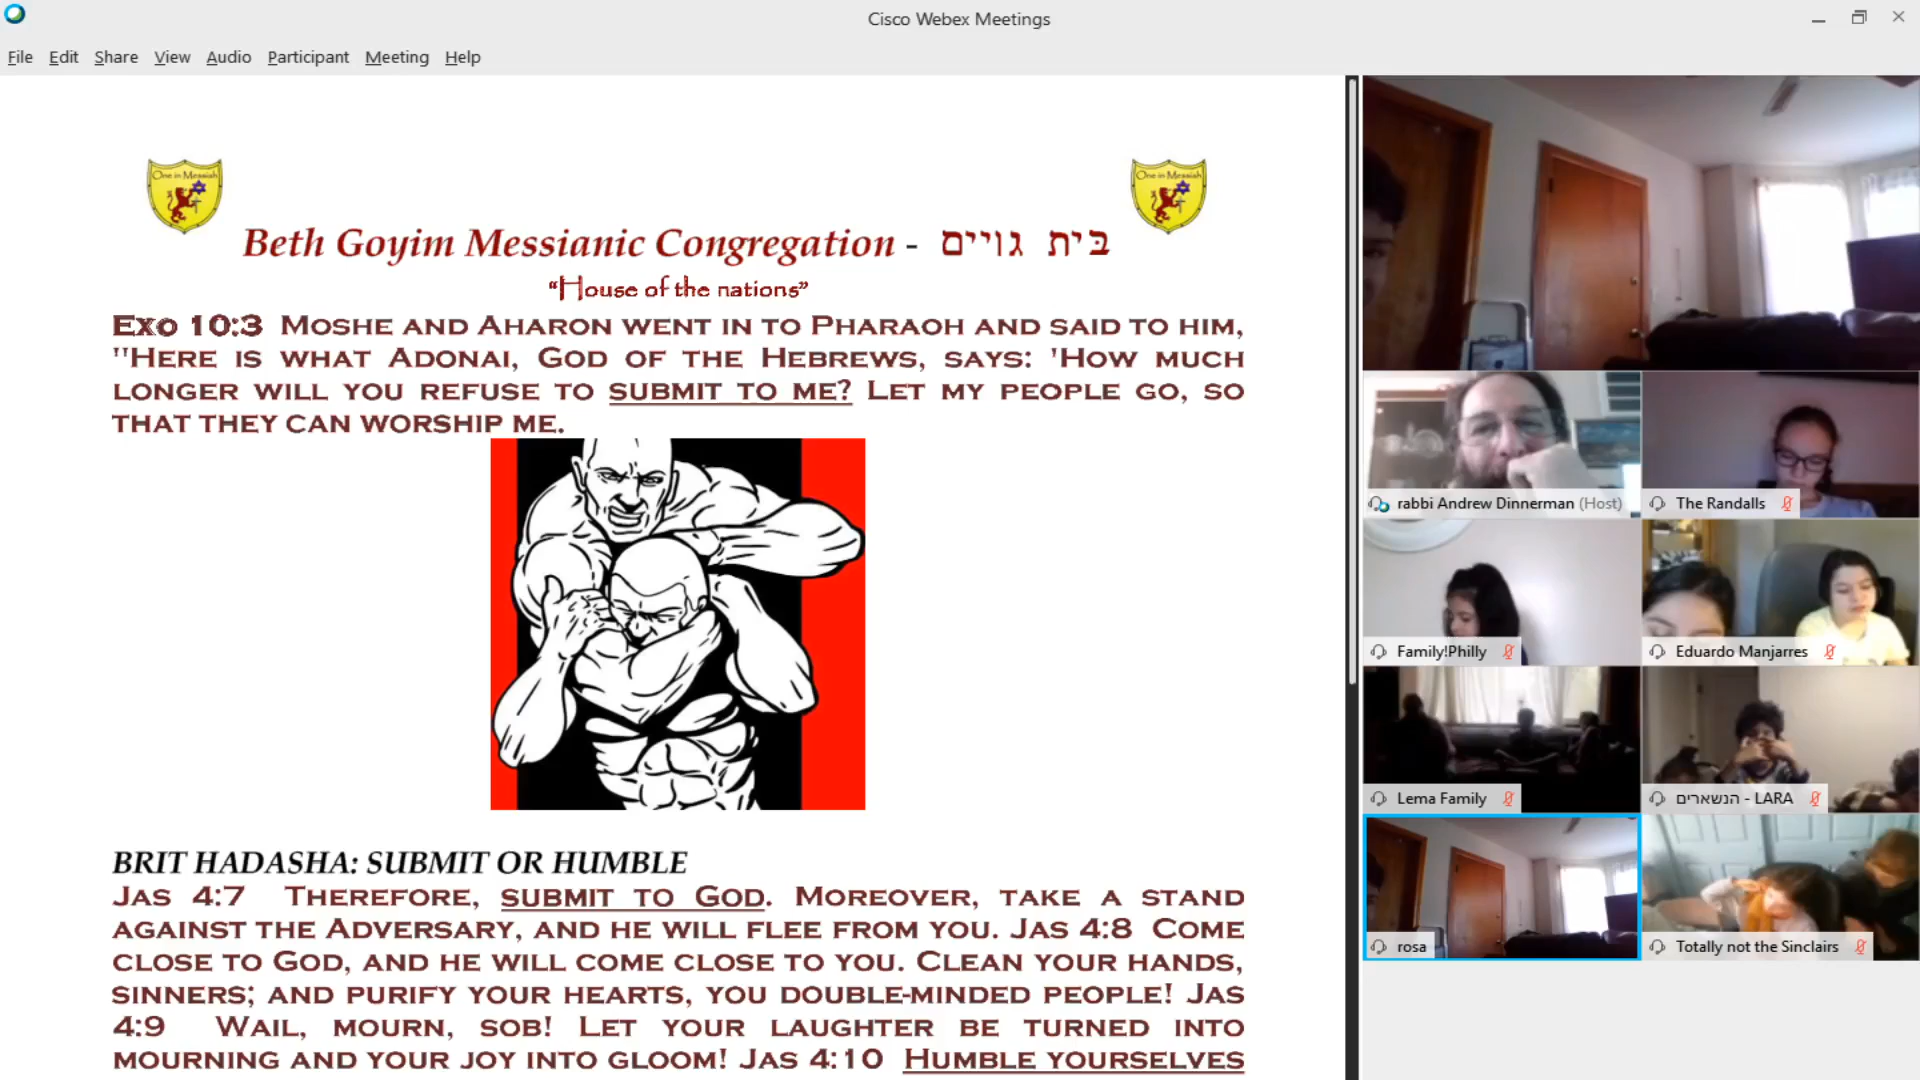 Cisco Webex Meetings
File Edit Share View Audio Participant Meeting Help
One in Messiah
One in Messiah
Beth Goyim Messianic Congregation - בית גויים
“House of the nations”
Exo 10:3 Moshe and Aharon went in to Pharaoh and said to him,
"Here is what Adonai, God of the Hebrews, says: 'How much
longer will you refuse to submit to me? Let my people go, so
that they can worship me.
BRIT HADASHA: SUBMIT OR HUMBLE
Jas 4:7 Therefore, submit to God. Moreover, take a stand
against the Adversary, and he will flee from you. Jas 4:8 Come
close to God, and he will come close to you. Clean your hands,
sinners; and purify your hearts, you double-minded people! Jas
4:9 Wail, mourn, sob! Let your laughter be turned into
mourning and your joy into gloom! Jas 4:10 Humble yourselves
rabbi Andrew Dinnerman (Host)
The Randalls
Family!Philly
Eduardo Manjarres
Lema Family
הנשארים - LARA
rosa
Totally not the Sinclairs